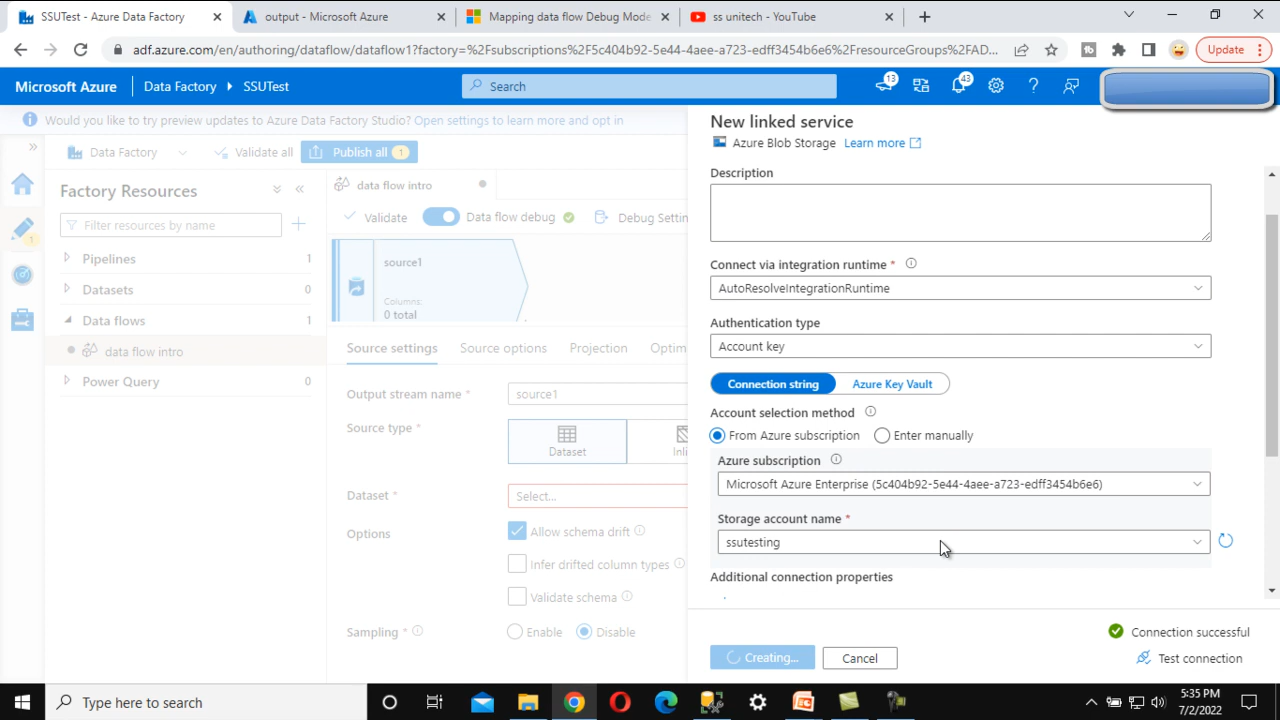 SSUTest - Azure Data Factory
output - Microsoft Azure
Mapping data flow Debug Mode
ss unitech - YouTube
adf.azure.com/en/authoring/dataflow/dataflow1?factory=%2Fsubscriptions%2F5c404b92-5e44-4aee-a723-edff3454b6e6%2FresourceGroups%2FAD...
Update
Microsoft Azure
Data Factory
SSUTest
Search
13
43
Would you like to try preview updates to Azure Data Factory Studio? Open settings to learn more and opt in
Data Factory
Validate all
Publish all 1
Factory Resources
Filter resources by name
Pipelines 1
Datasets 0
Data flows 1
data flow intro
Power Query 0
1
data flow intro
Validate
Data flow debug
Debug Settin
source1
Columns:
0 total
Source settings
Source options
Projection
Optim
Output stream name *
source1
Source type *
Dataset
Inli
Dataset *
Select...
Options
Allow schema drift
Infer drifted column types
Validate schema
Sampling *
Enable
Disable
New linked service
Azure Blob Storage Learn more
Description
Connect via integration runtime *
AutoResolveIntegrationRuntime
Authentication type
Account key
Connection string
Azure Key Vault
Account selection method
From Azure subscription
Enter manually
Azure subscription
Microsoft Azure Enterprise (5c404b92-5e44-4aee-a723-edff3454b6e6)
Storage account name *
ssutesting
Additional connection properties
Connection successful
Creating...
Cancel
Test connection
Type here to search
5:35 PM
7/2/2022